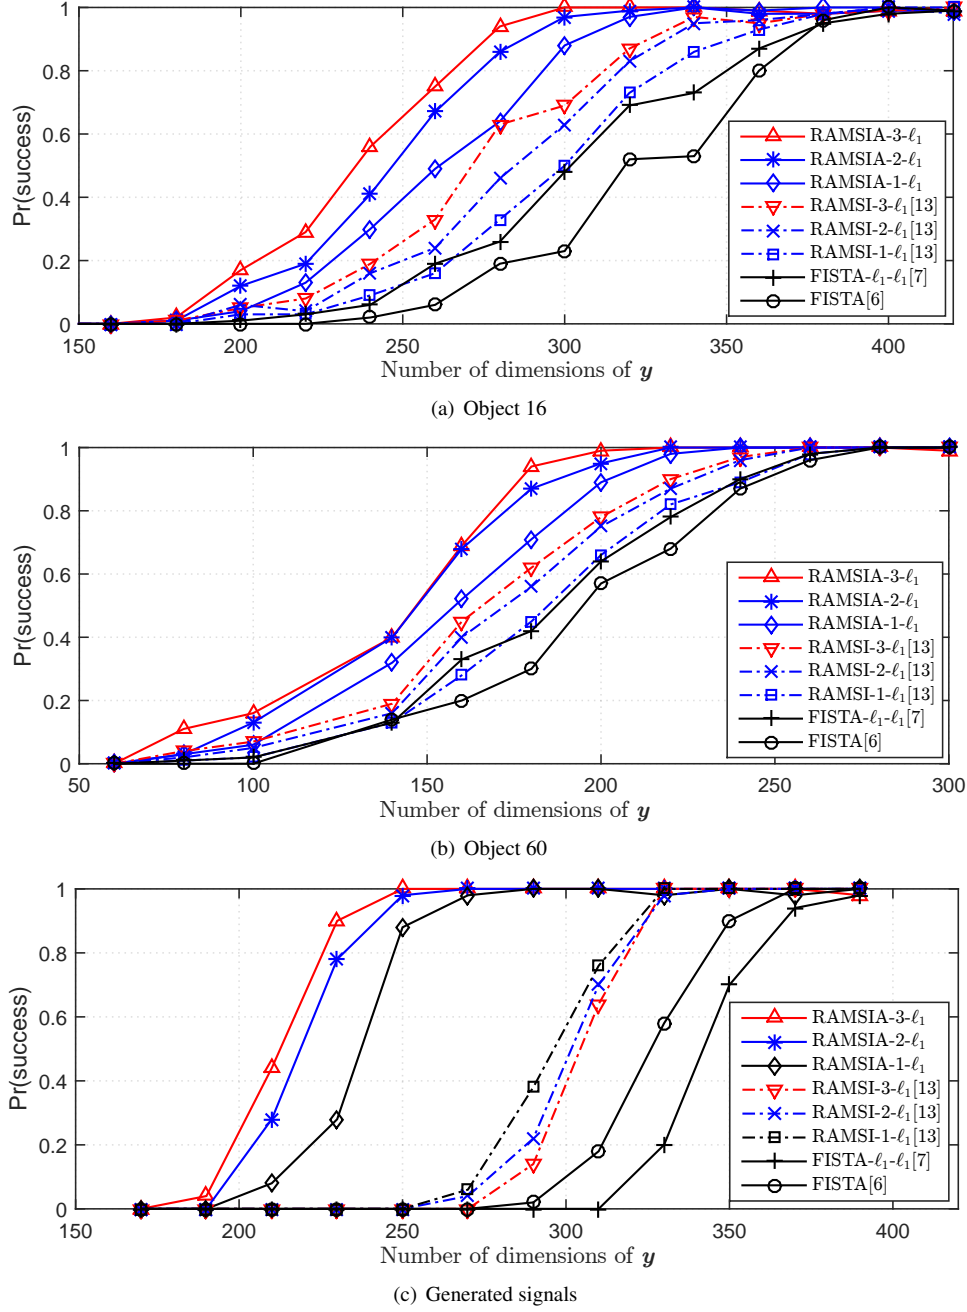 1
0.8
0.6
0.4
0.2
0
Pr(success)
RAMSIA-3-ℓ₁
RAMSIA-2-ℓ₁
RAMSIA-1-ℓ₁
RAMSI-3-ℓ₁[13]
RAMSI-2-ℓ₁[13]
RAMSI-1-ℓ₁[13]
FISTA-ℓ₁-ℓ₁[7]
FISTA[6]
150 200 250 300 350 400
Number of dimensions of y
(a) Object 16
1
0.8
0.6
0.4
0.2
0
Pr(success)
RAMSIA-3-ℓ₁
RAMSIA-2-ℓ₁
RAMSIA-1-ℓ₁
RAMSI-3-ℓ₁[13]
RAMSI-2-ℓ₁[13]
RAMSI-1-ℓ₁[13]
FISTA-ℓ₁-ℓ₁[7]
FISTA[6]
50 100 150 200 250 300
Number of dimensions of y
(b) Object 60
1
0.8
0.6
0.4
0.2
0
Pr(success)
RAMSIA-3-ℓ₁
RAMSIA-2-ℓ₁
RAMSIA-1-ℓ₁
RAMSI-3-ℓ₁[13]
RAMSI-2-ℓ₁[13]
RAMSI-1-ℓ₁[13]
FISTA-ℓ₁-ℓ₁[7]
FISTA[6]
150 200 250 300 350 400
Number of dimensions of y
(c) Generated signals